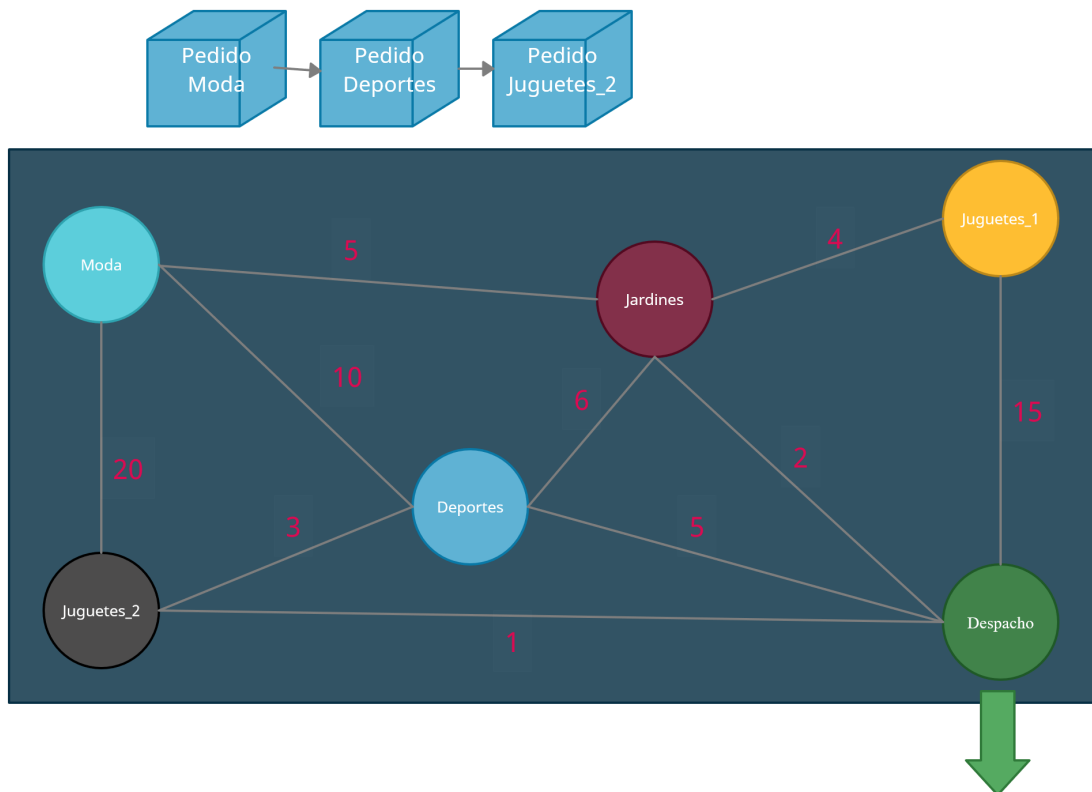 Pedido
Moda
Pedido
Deportes
Pedido
Juguetes_2
Juguetes_1
4
5
Moda
Jardines
10
6
15
2
20
Deportes
3
5
Juguetes_2
Despacho
1